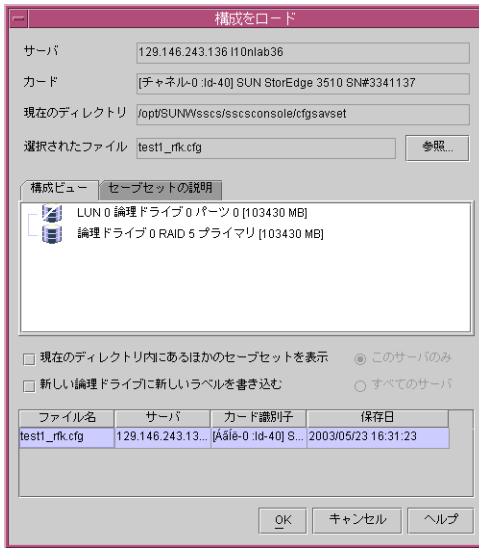 構成をロード
サーバ 129.146.243.136 l10nlab36
カード [チャネル-0 :Id-40] SUN StorEdge 3510 SN#3341137
現在のディレクトリ /opt/SUNWsscs/sscsconsole/cfgsavset
選択されたファイル test1_rfk.cfg 参照...
構成ビュー セーブセットの説明
LUN 0 論理ドライブ 0 パーツ 0 [103430 MB]
論理ドライブ 0 RAID 5 プライマリ [103430 MB]
現在のディレクトリ内にあるほかのセーブセットを表示 このサーバのみ
新しい論理ドライブに新しいラベルを書き込む すべてのサーバ
ファイル名 サーバ カード識別子 保存日
test1_rfk.cfg 129.146.243.13... [Áãĺë-0 :Id-40] S... 2003/05/23 16:31:23
OK キャンセル ヘルプ